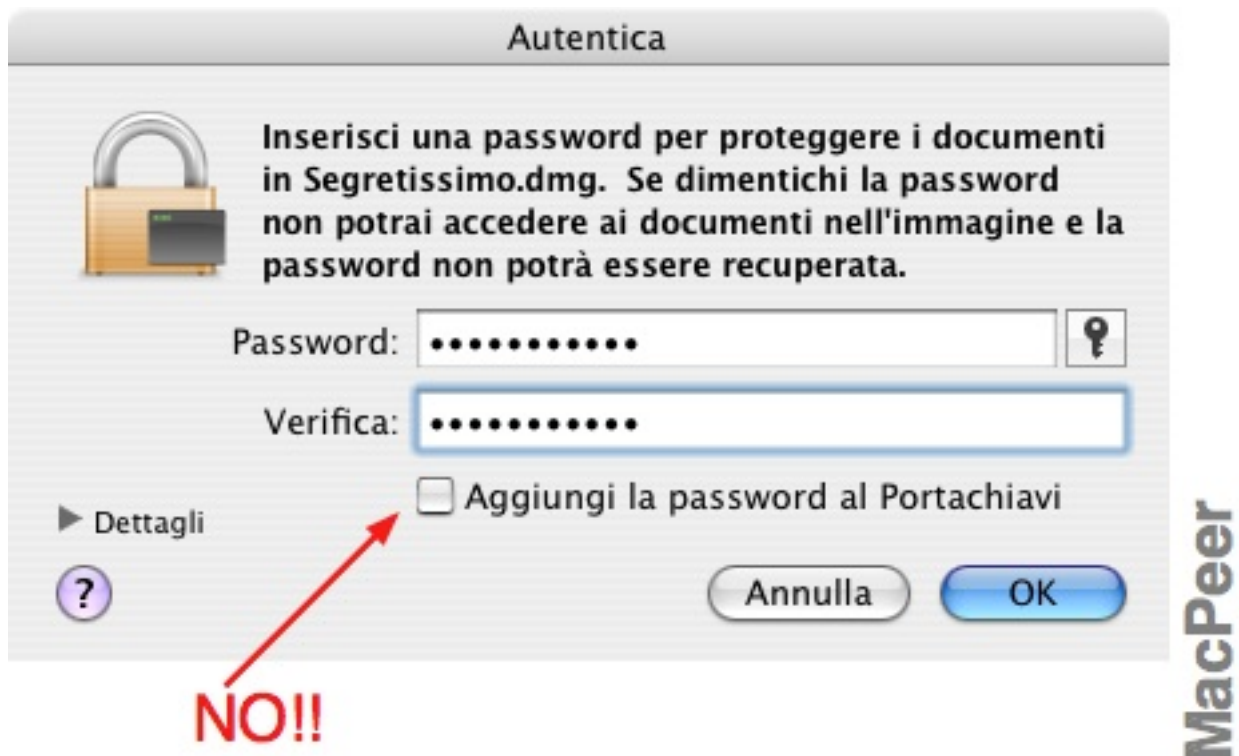 Autentica
Inserisci una password per proteggere i documenti
in Segretissimo.dmg. Se dimentichi la password
non potrai accedere ai documenti nell'immagine e la
password non potrà essere recuperata.
Password: •••••••••••
Verifica: •••••••••••
Aggiungi la password al Portachiavi
Dettagli
?
Annulla
OK
NO!!
MacPeer